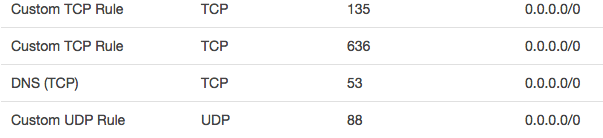 Custom TCP Rule TCP 135 0.0.0.0/0
Custom TCP Rule TCP 636 0.0.0.0/0
DNS (TCP) TCP 53 0.0.0.0/0
Custom UDP Rule UDP 88 0.0.0.0/0